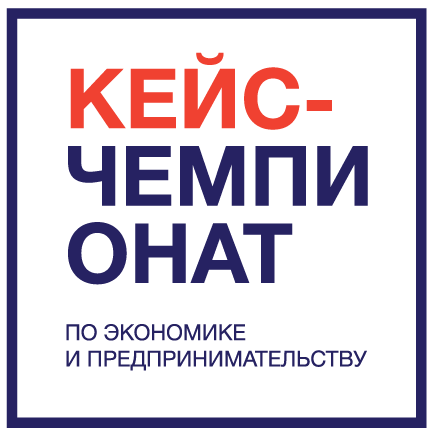 КЕЙС-
ЧЕМПИ
ОНАТ
ПО ЭКОНОМИКЕ
И ПРЕДПРИНИМАТЕЛЬСТВУ